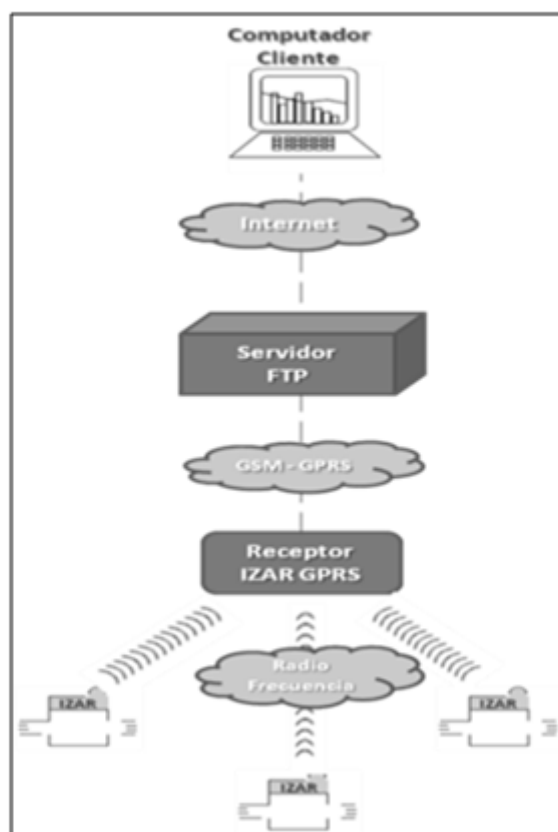 Computador
Cliente
Internet
Servidor
FTP
GSM - GPRS
Receptor
IZAR GPRS
Radio
Frecuencia
IZAR
IZAR
IZAR